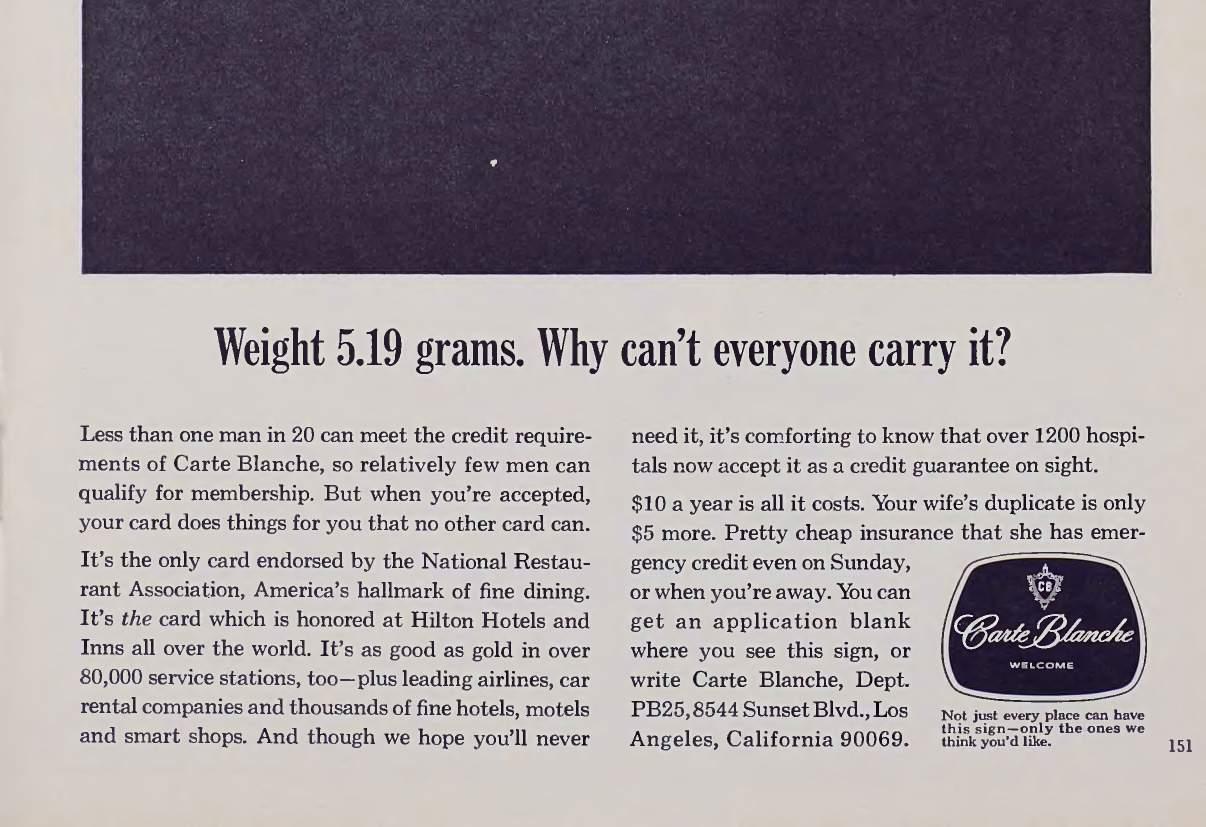 Weight 5.19 grams. Why can't everyone carry it?
Less than one man in 20 can meet the credit require-
ments of Carte Blanche, so relatively few men can
qualify for membership. But when you're accepted,
your card does things for you that no other card can.
It's the only card endorsed by the National Restau-
rant Association, America's hallmark of fine dining.
It's the card which is honored at Hilton Hotels and
Inns all over the world. It's as good as gold in over
80,000 service stations, too—plus leading airlines, car
rental companies and thousands of fine hotels, motels
and smart shops. And though we hope you'll never
need it, it's comforting to know that over 1200 hospi-
tals now accept it as a credit guarantee on sight.
$10 a year is all it costs. Your wife's duplicate is only
$5 more. Pretty cheap insurance that she has emer-
gency credit even on Sunday,
or when you're away. You can
get an application blank
where you see this sign, or
write Carte Blanche, Dept.
PB25, 8544 Sunset Blvd., Los
Angeles, California 90069.
CB
Carte Blanche
WELCOME
Not just every place can have
this sign—only the ones we
think you'd like.
151